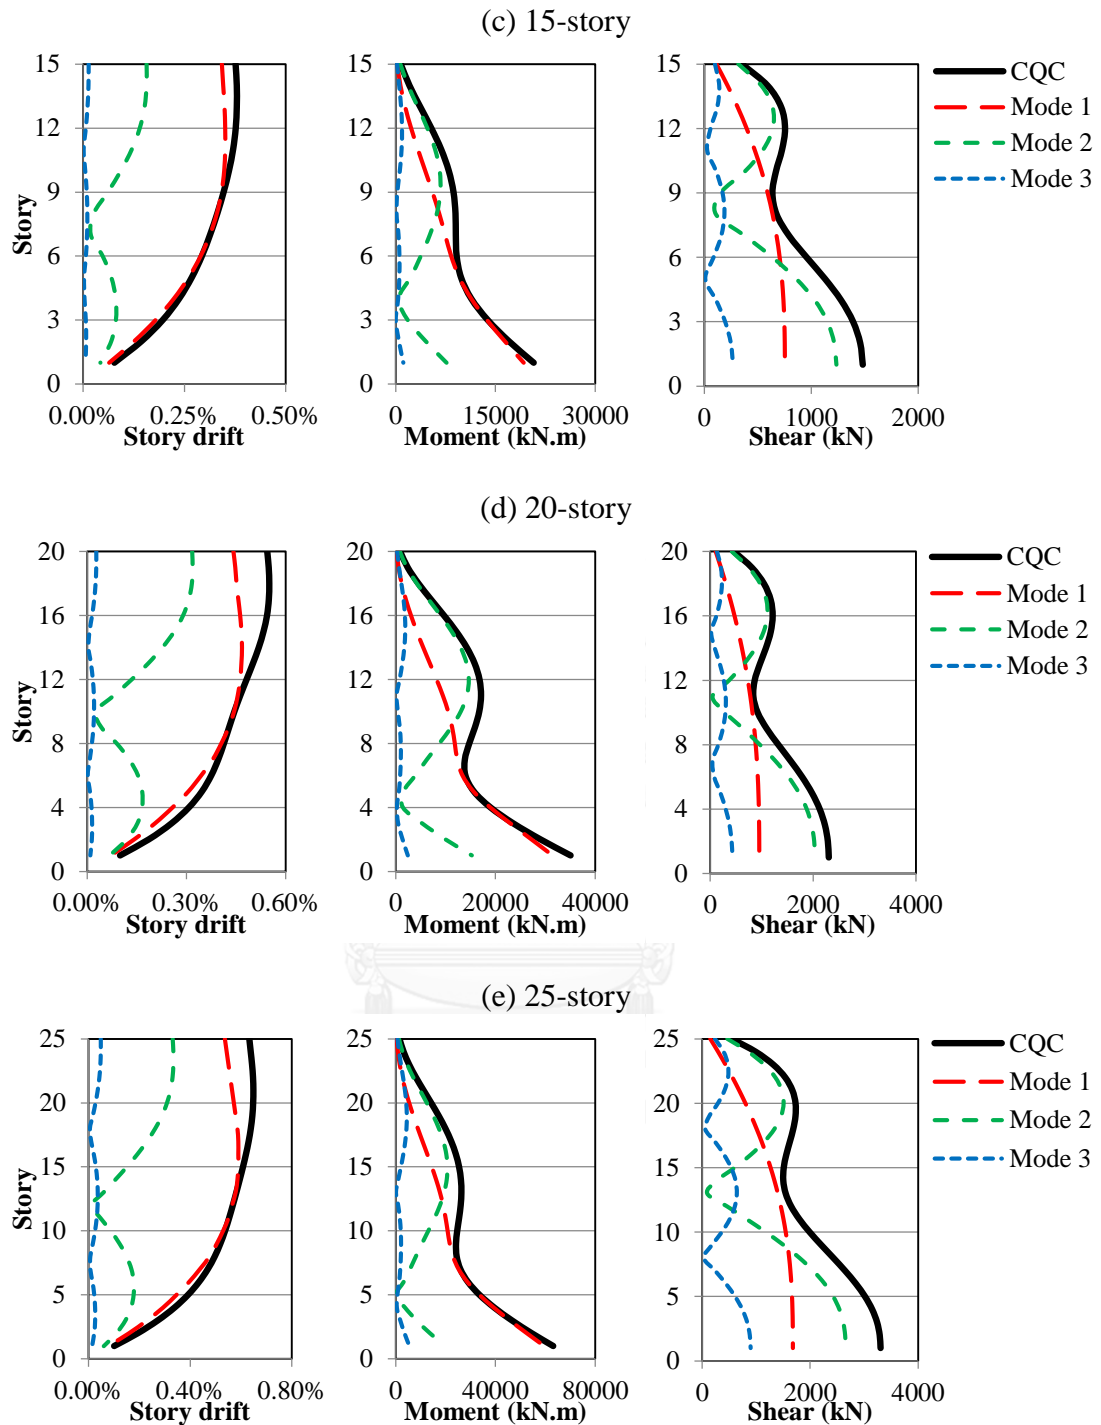 (c) 15-story
15
12
9
6
3
0
Story
0.00% 0.25% 0.50%
Story drift
0 15000 30000
Moment (kN.m)
15
12
9
6
3
0
0 1000 2000
Shear (kN)
CQC
Mode 1
Mode 2
Mode 3
(d) 20-story
20
16
12
8
4
0
Story
0.00% 0.30% 0.60%
Story drift
20
16
12
8
4
0
0 20000 40000
Moment (kN.m)
20
16
12
8
4
0
0 2000 4000
Shear (kN)
CQC
Mode 1
Mode 2
Mode 3
(e) 25-story
25
20
15
10
5
0
Story
0.00% 0.40% 0.80%
Story drift
25
20
15
10
5
0
0 40000 80000
Moment (kN.m)
25
20
15
10
5
0
0 2000 4000
Shear (kN)
CQC
Mode 1
Mode 2
Mode 3